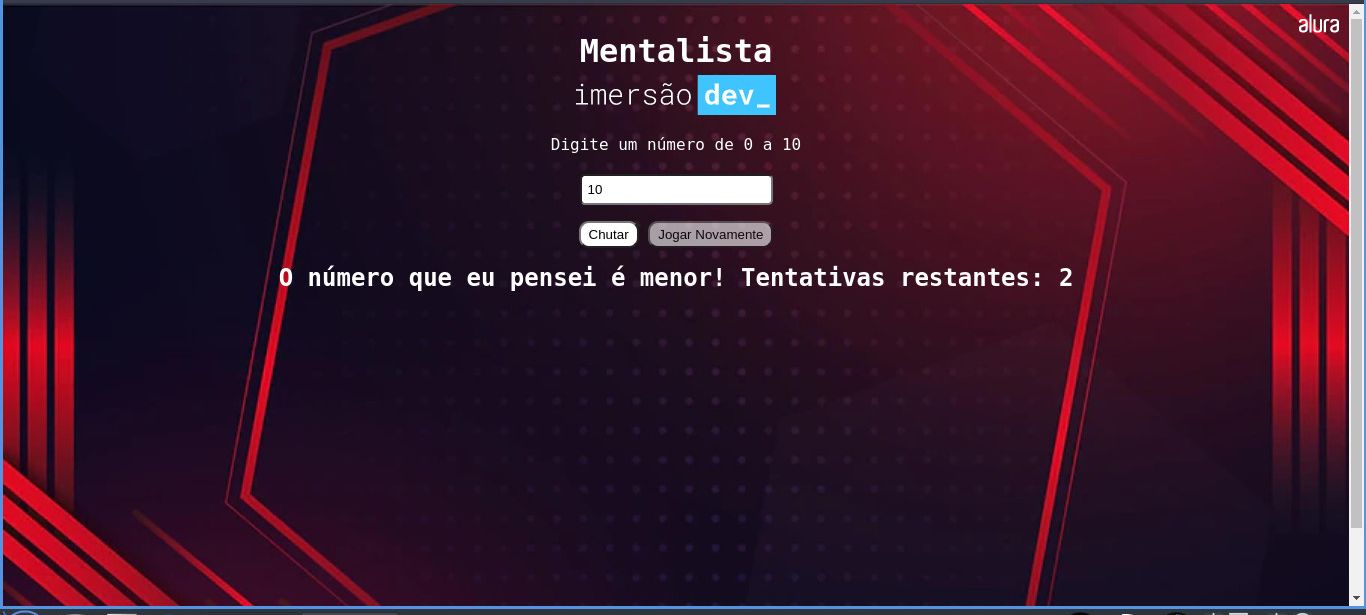 alura
Mentalista
imersão dev_
Digite um número de 0 a 10
10
Chutar Jogar Novamente
O número que eu pensei é menor! Tentativas restantes: 2